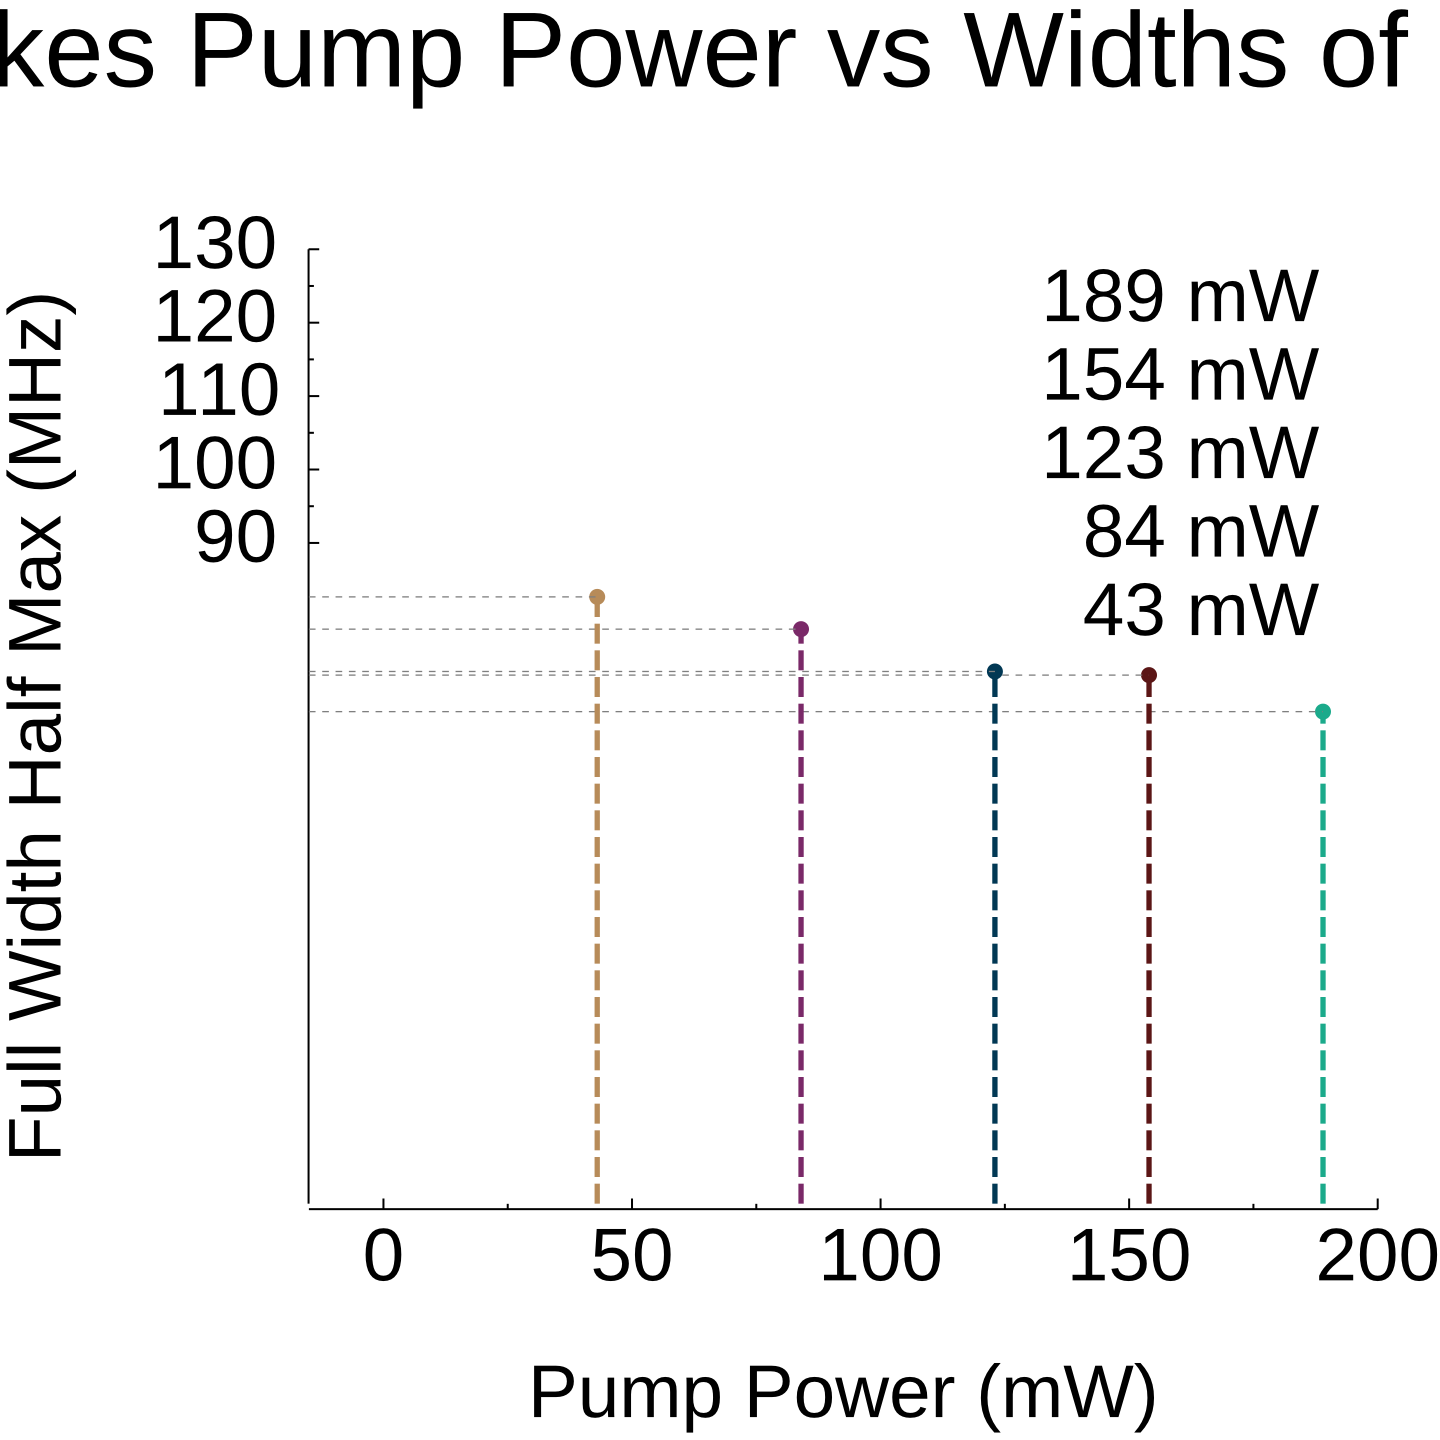 kes Pump Power vs Widths of
130
120
110
100
90
Full Width Half Max (MHz)
189 mW
154 mW
123 mW
84 mW
43 mW
0 50 100 150 200
Pump Power (mW)